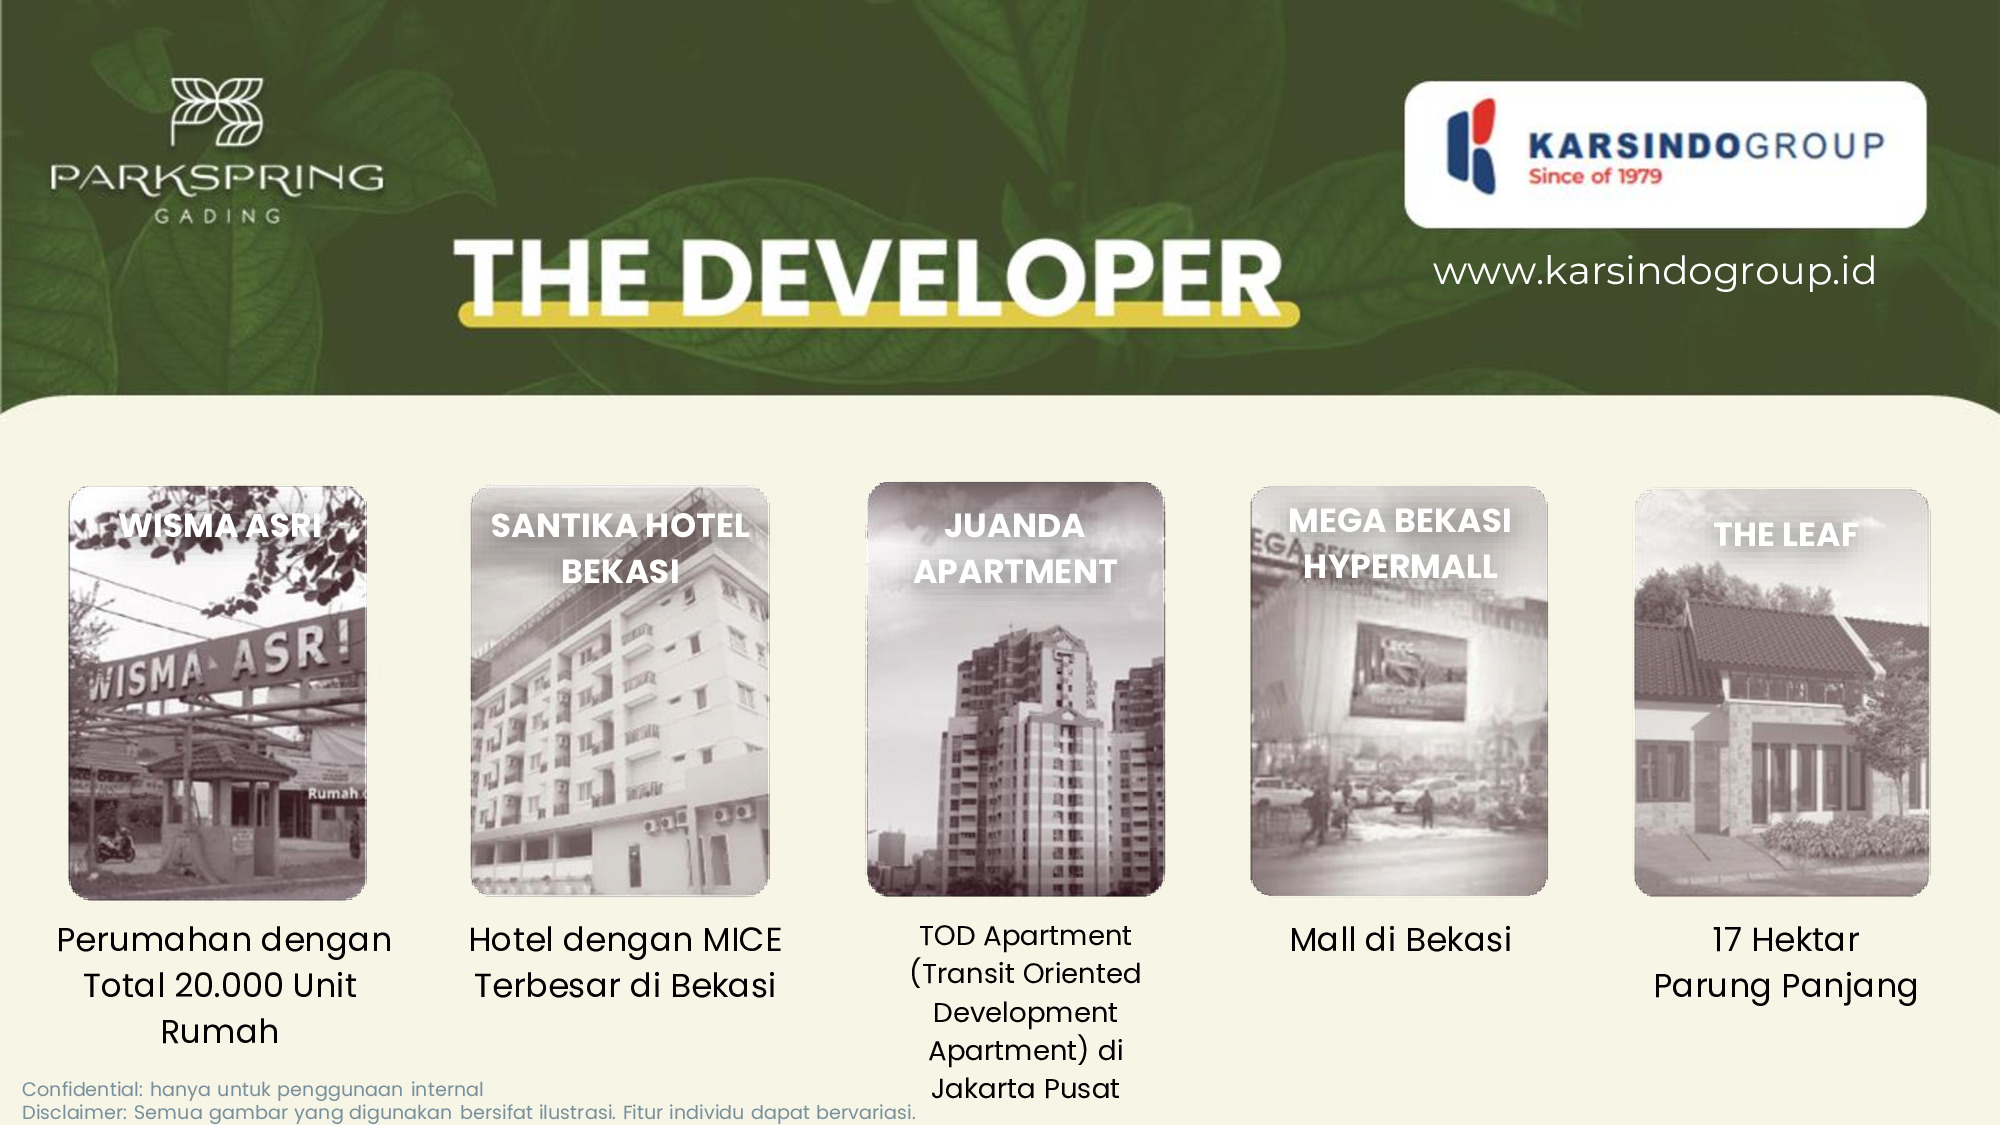 PARKSPRING
GADING
KARSINDOGROUP
Since of 1979
www.karsindogroup.id
THE DEVELOPER
WISMA ASRI
WISMA ASRI
Rumah.
Perumahan dengan
Total 20.000 Unit
Rumah
SANTIKA HOTEL
BEKASI
Hotel dengan MICE
Terbesar di Bekasi
JUANDA
APARTMENT
TOD Apartment
(Transit Oriented
Development
Apartment) di
Jakarta Pusat
MEGA BEKASI
HYPERMALL
Mall di Bekasi
THE LEAF
17 Hektar
Parung Panjang
Confidential: hanya untuk penggunaan internal
Disclaimer: Semua gambar yang digunakan bersifat ilustrasi. Fitur individu dapat bervariasi.